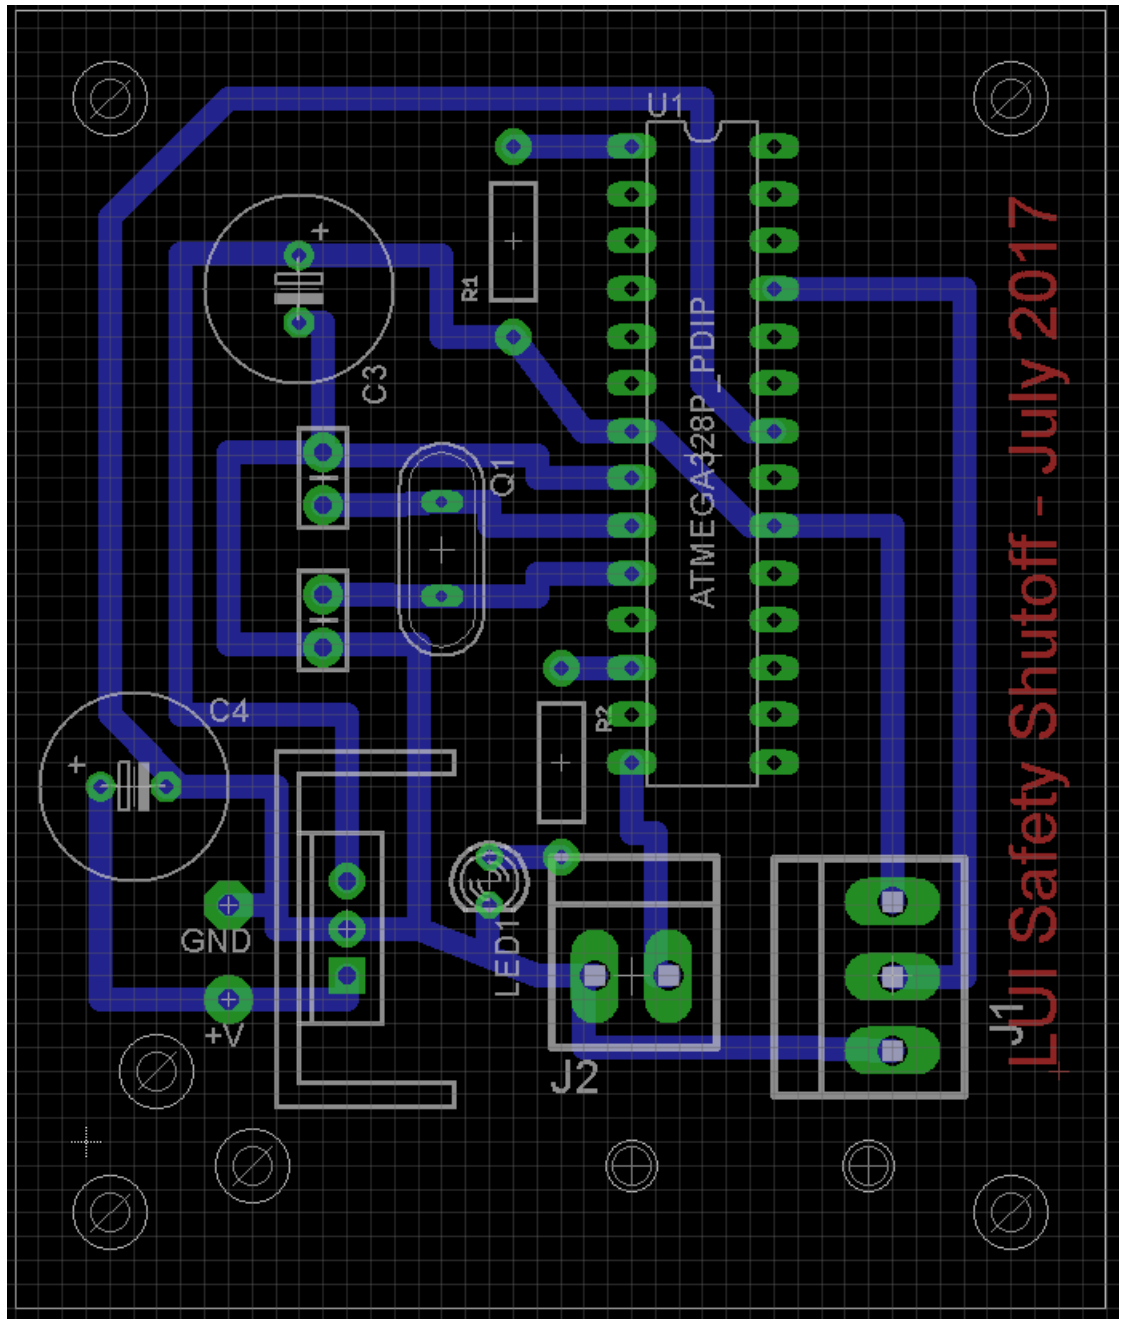 U1
R1
C3
Q1
ATMEGA328P_PDIP
LUI Safety Shutoff - July 2017
C4
R2
GND
LED1
+V
J1
J2